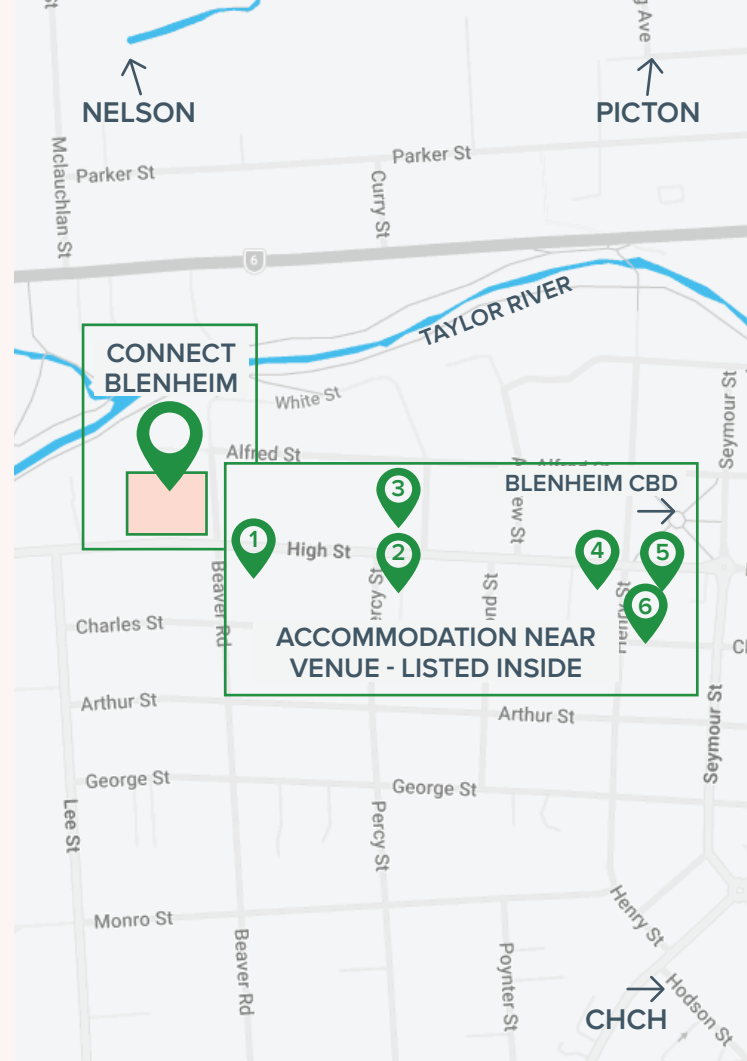 NELSON
PICTON
Mclauchlan St
Parker St
Parker St
Curry St
6
TAYLOR RIVER
CONNECT
BLENHEIM
White St
Alfred St
Seymour St
BLENHEIM CBD
3
1
High St
2
4
5
6
Beaver Rd
Charles St
ACCOMMODATION NEAR
VENUE - LISTED INSIDE
Arthur St
Arthur St
Seymour St
George St
George St
Lee St
Percy St
Monro St
Henry St
Beaver Rd
Poynter St
Hodson St
CHCH